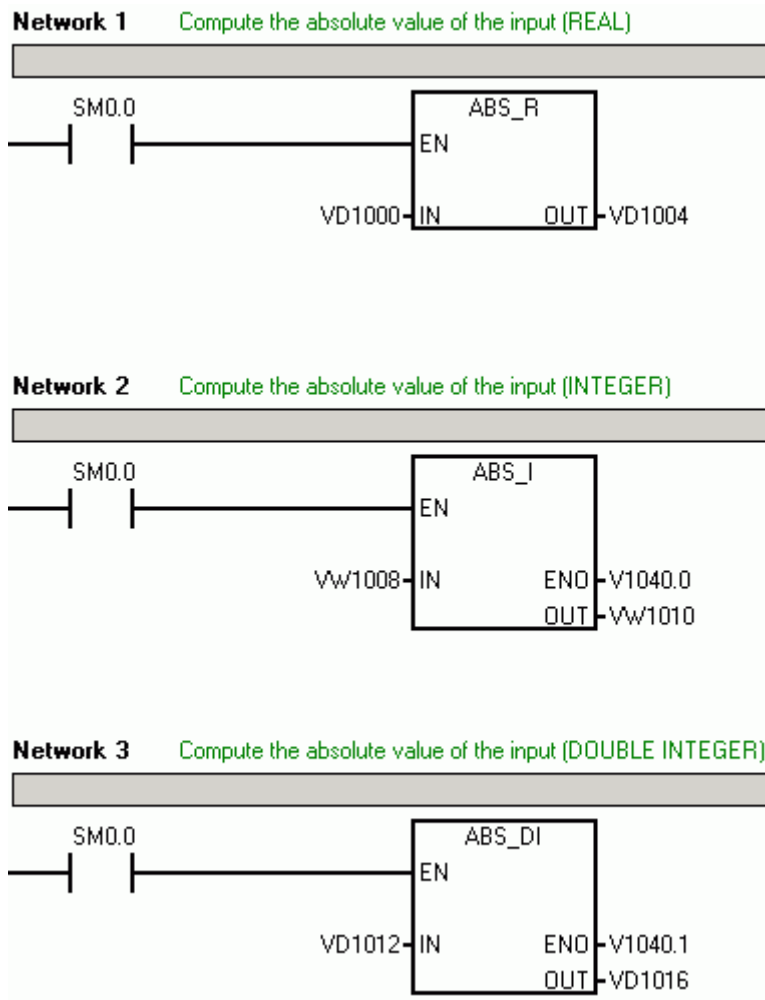 Network 1 Compute the absolute value of the input (REAL)
SM0.0
ABS_R
EN
VD1000 IN OUT VD1004
Network 2 Compute the absolute value of the input (INTEGER)
SM0.0
ABS_I
EN
VW1008 IN ENO V1040.0
OUT VW1010
Network 3 Compute the absolute value of the input (DOUBLE INTEGER)
SM0.0
ABS_DI
EN
VD1012 IN ENO V1040.1
OUT VD1016